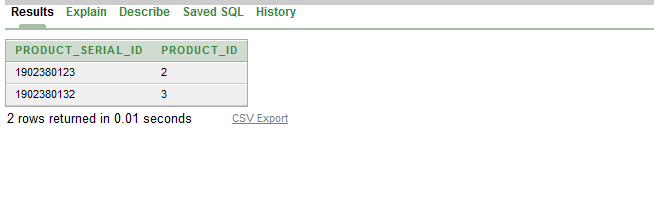 Results Explain Describe Saved SQL History
PRODUCT_SERIAL_ID PRODUCT_ID
1902380123 2
1902380132 3
2 rows returned in 0.01 seconds CSV Export